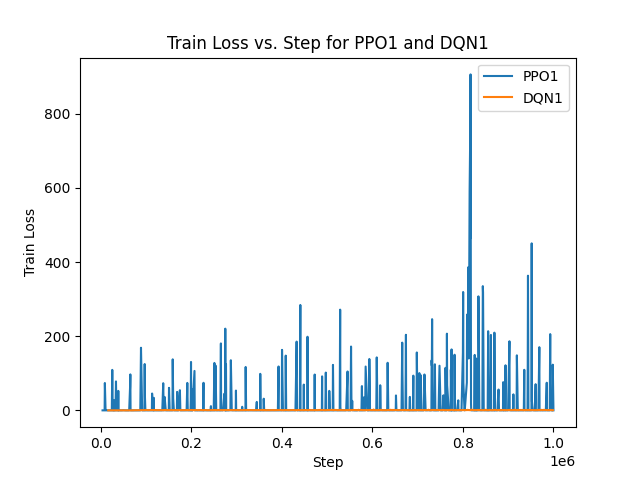 Train Loss vs. Step for PPO1 and DQN1
PPO1
DQN1
Train Loss
800
600
400
200
0
0.0 0.2 0.4 0.6 0.8 1.0
1e6
Step